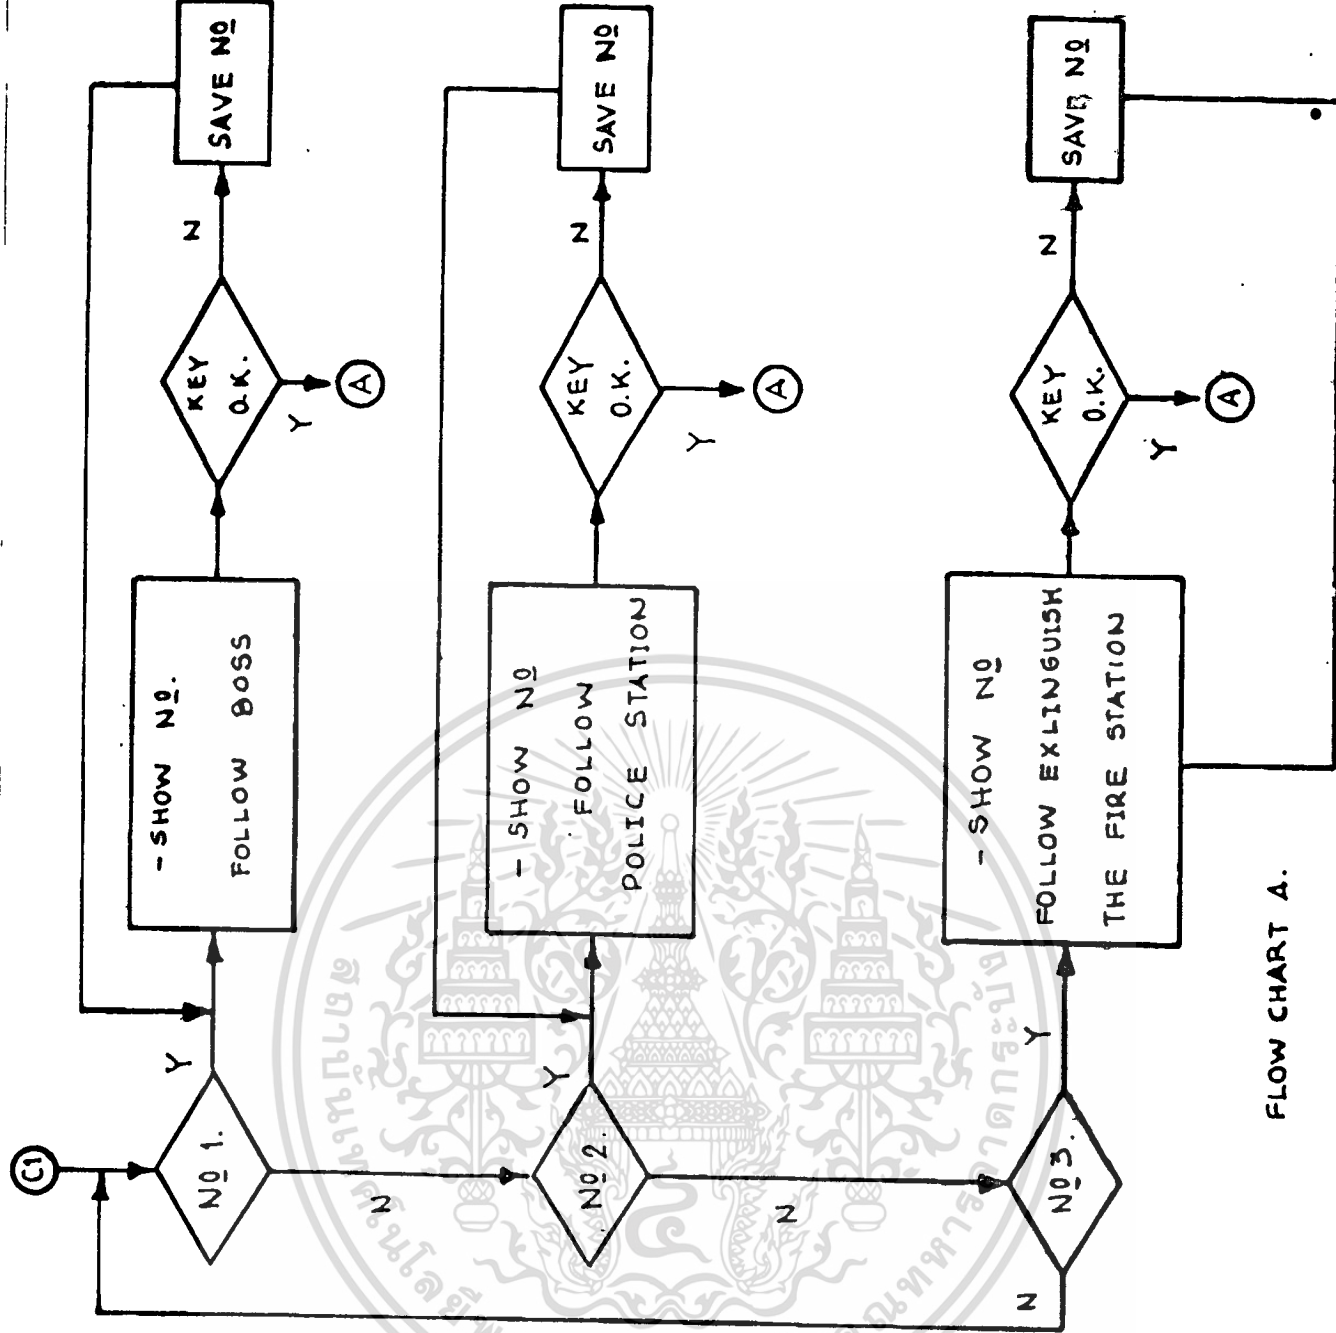 C1
Nº 1.
Y
N
-SHOW Nº.
FOLLOW BOSS
KEY
O.K.
Y
A
N
SAVE Nº
Nº 2.
Y
N
-SHOW Nº
FOLLOW
POLICE STATION
KEY
O.K.
Y
A
N
SAVE Nº
Nº 3.
Y
N
-SHOW Nº
FOLLOW EXLINGUISH
THE FIRE STATION
KEY
O.K.
Y
A
N
SAVE Nº
FLOW CHART A.